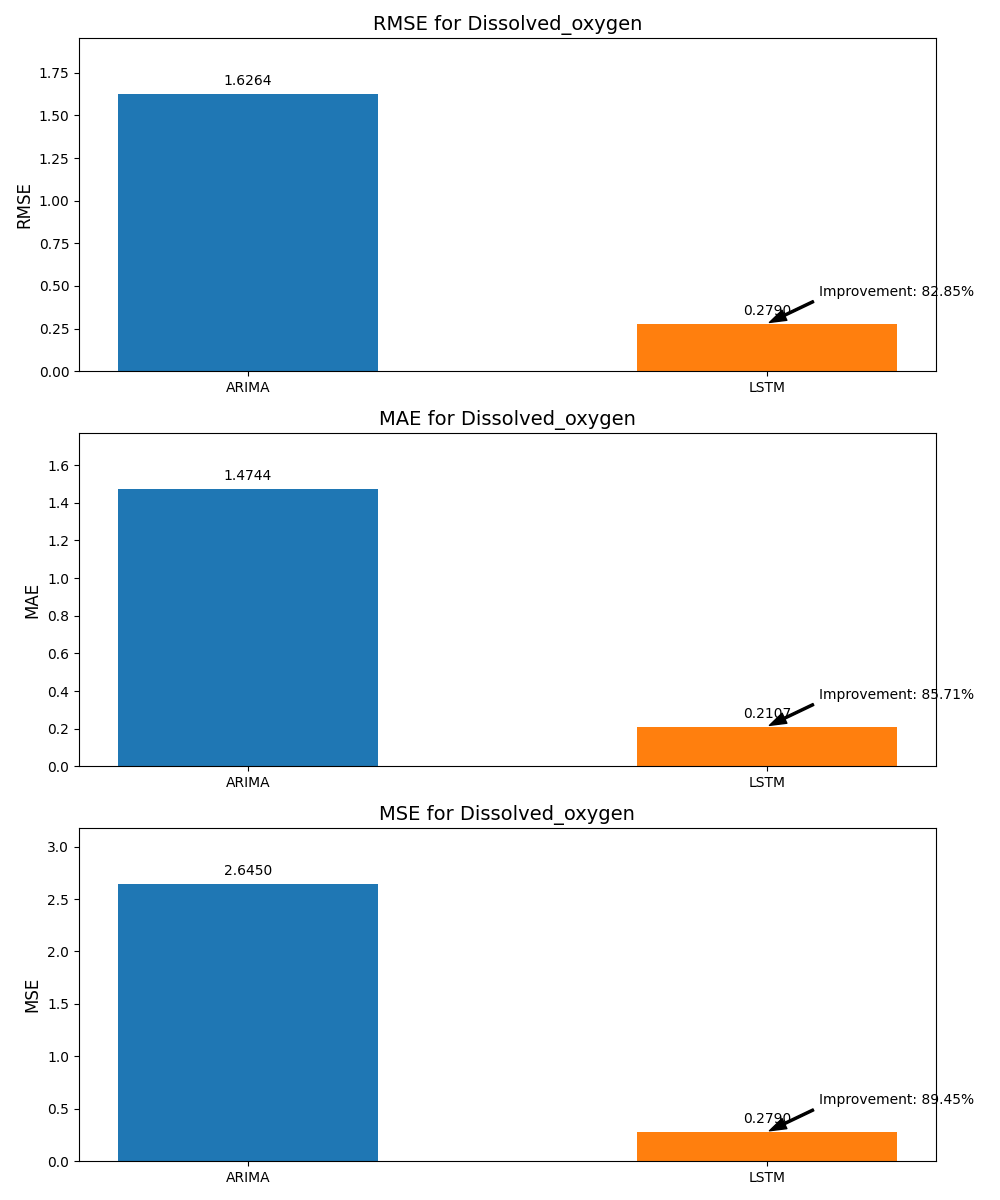 RMSE for Dissolved_oxygen
1.75
1.50
1.25
1.00
0.75
0.50
0.25
0.00
RMSE
1.6264
Improvement: 82.85%
0.2790
ARIMA
LSTM
MAE for Dissolved_oxygen
1.6
1.4
1.2
1.0
0.8
0.6
0.4
0.2
0.0
MAE
1.4744
Improvement: 85.71%
0.2107
ARIMA
LSTM
MSE for Dissolved_oxygen
3.0
2.5
2.0
1.5
1.0
0.5
0.0
MSE
2.6450
Improvement: 89.45%
0.2790
ARIMA
LSTM